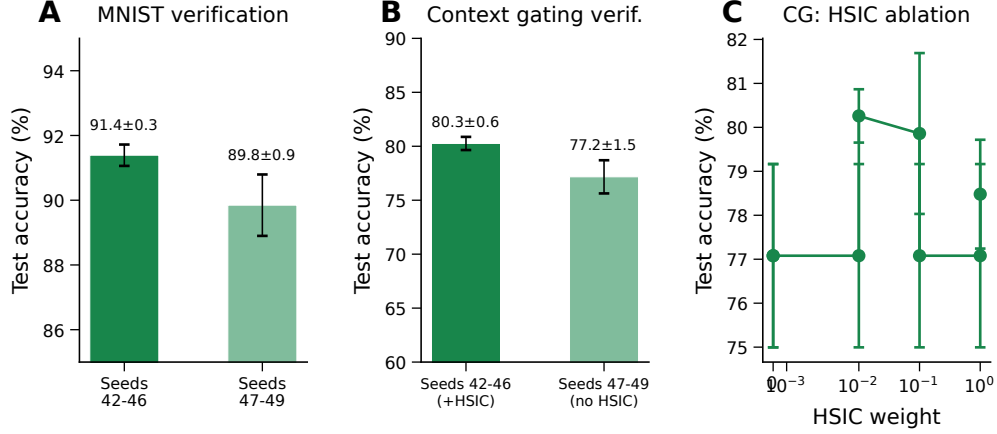 A MNIST verification
Test accuracy (%)
94
92
90
88
86
91.4±0.3
89.8±0.9
Seeds
42-46
Seeds
47-49
B Context gating verif.
Test accuracy (%)
90
85
80
75
70
65
60
80.3±0.6
77.2±1.5
Seeds 42-46
(+HSIC)
Seeds 47-49
(no HSIC)
C CG: HSIC ablation
Test accuracy (%)
82
81
80
79
78
77
75
76
0
10⁻³
10⁻²
10⁻¹
10⁰
HSIC weight